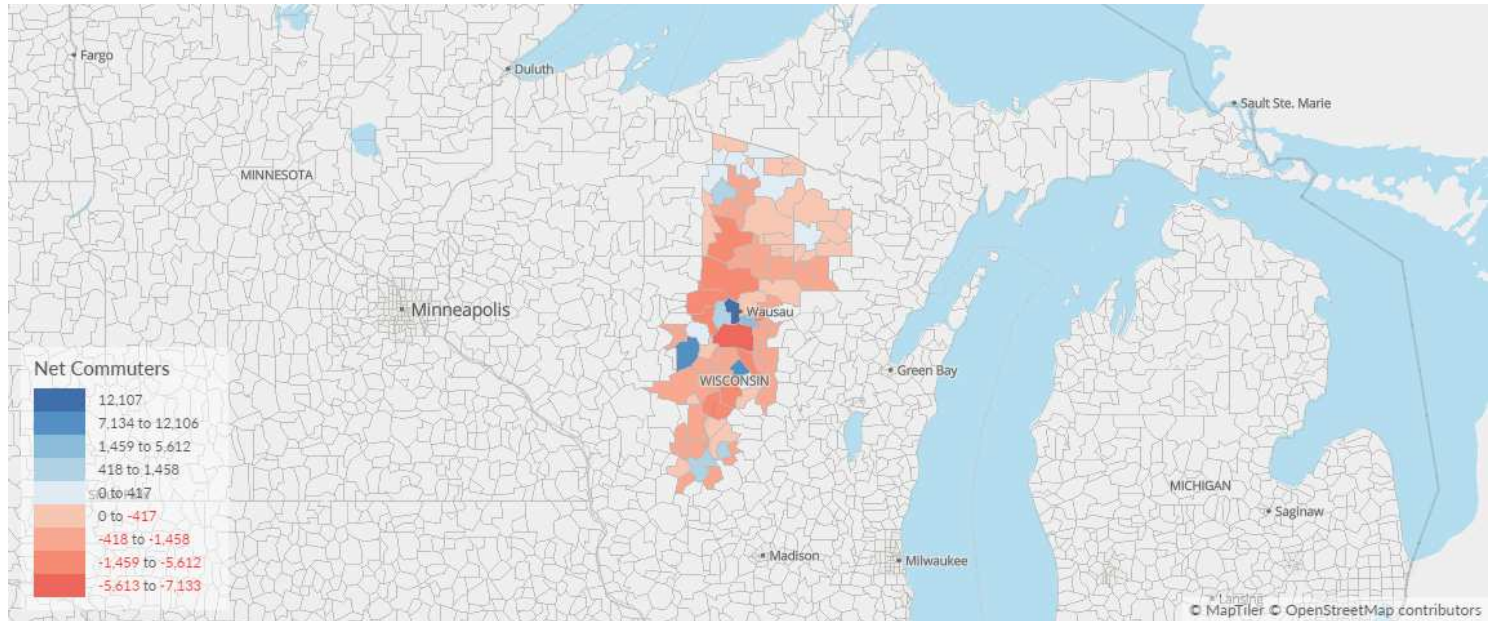 Fargo
Duluth
Sault Ste. Marie
MINNESOTA
Minneapolis
Wausau
Green Bay
WISCONSIN
MICHIGAN
Saginaw
Madison
Milwaukee
Lansing
Net Commuters
12,107
7,134 to 12,106
1,459 to 5,612
418 to 1,458
0 to 417
0 to -417
-418 to -1,458
-1,459 to -5,612
-5,613 to -7,133
© MapTiler © OpenStreetMap contributors